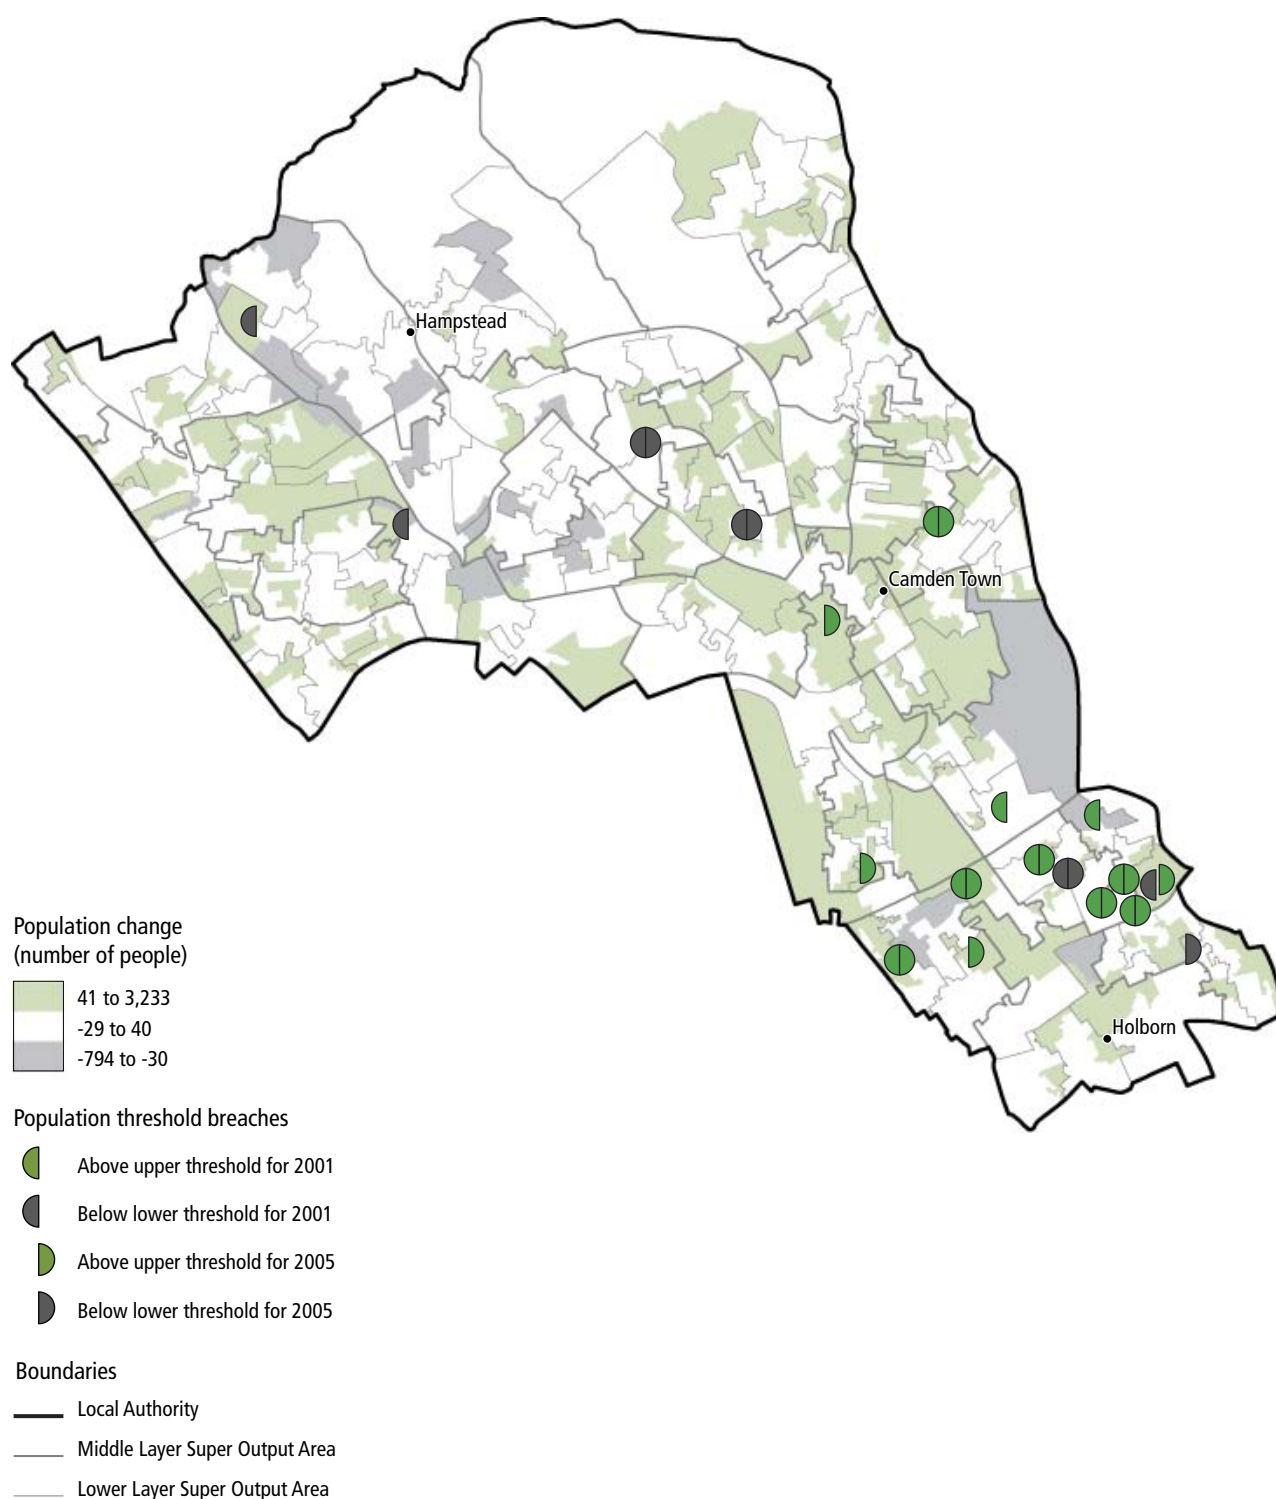 Hampstead
Camden Town
Holborn
Population change
(number of people)
41 to 3,233
-29 to 40
-794 to -30
Population threshold breaches
Above upper threshold for 2001
Below lower threshold for 2001
Above upper threshold for 2005
Below lower threshold for 2005
Boundaries
Local Authority
Middle Layer Super Output Area
Lower Layer Super Output Area